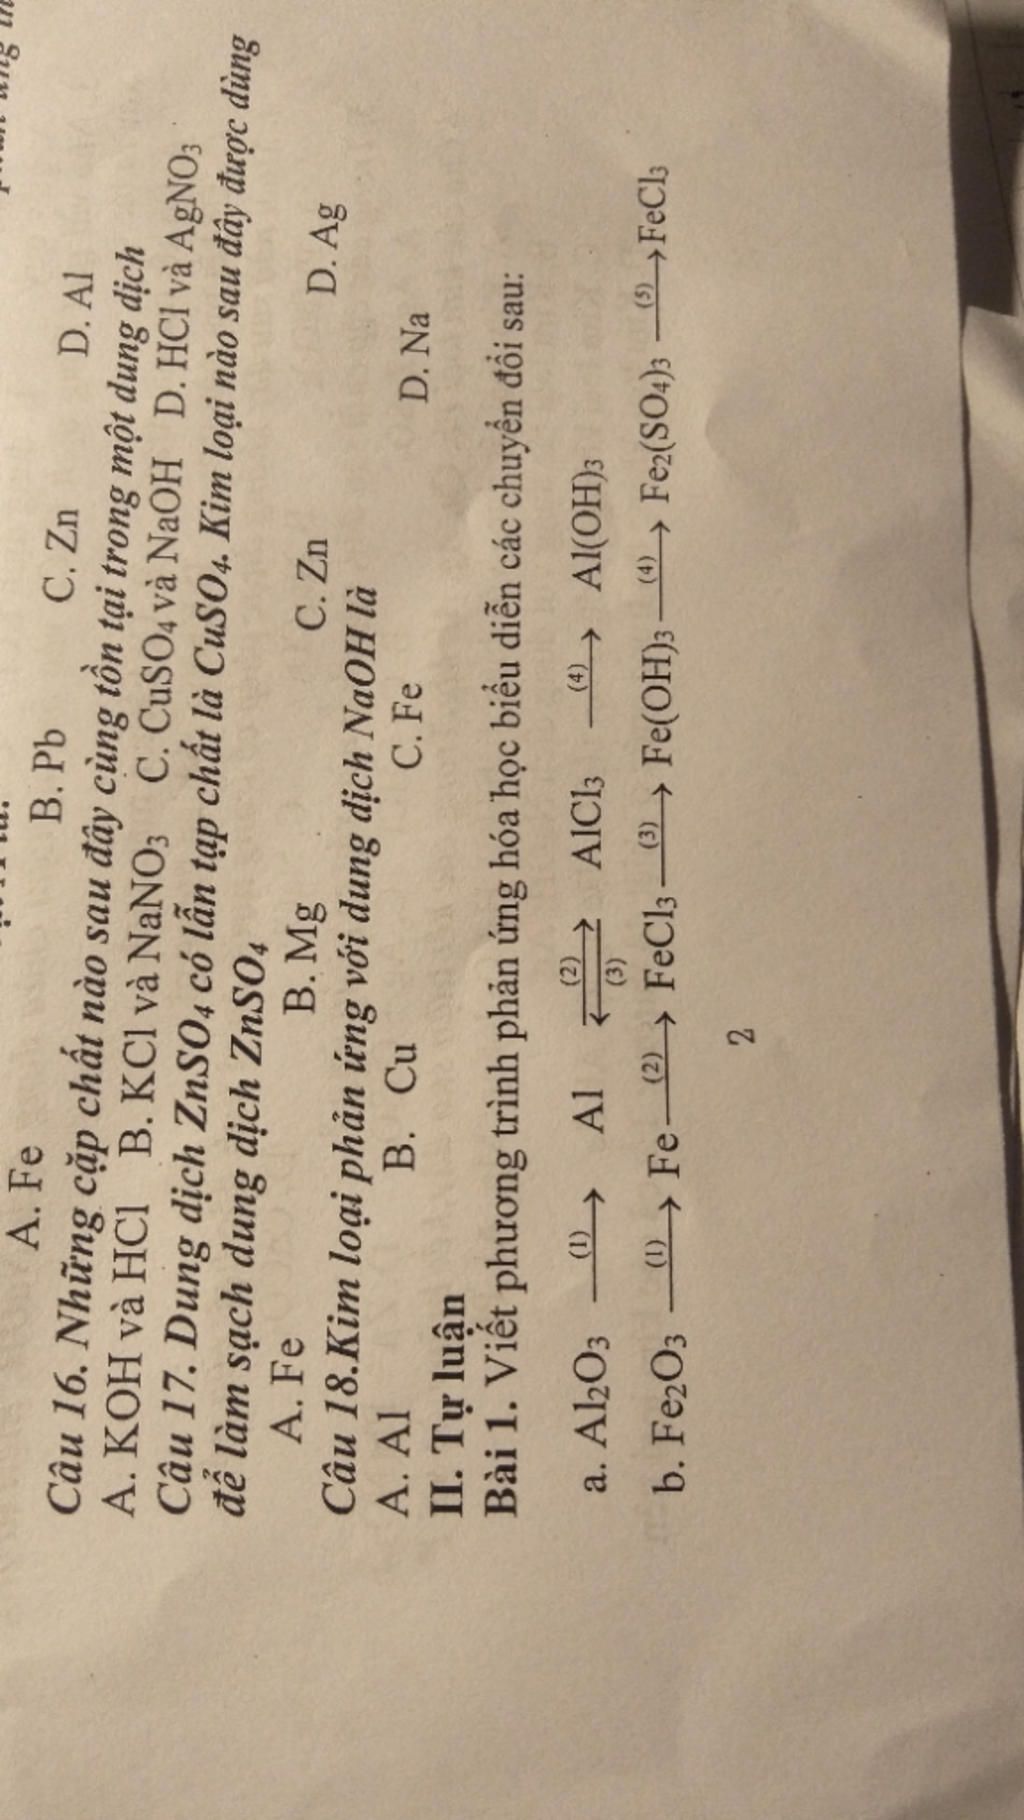 A. Fe B. Pb C. Zn D. Al
Câu 16. Những cặp chất nào sau đây cùng tồn tại trong một dung dịch
A. KOH và HCl B. KCl và NaNO₃ C. CuSO₄ và NaOH D. HCl và AgNO₃
Câu 17. Dung dịch ZnSO₄ có lẫn tạp chất là CuSO₄. Kim loại nào sau đây được dùng
để làm sạch dung dịch ZnSO₄
A. Fe B. Mg C. Zn D. Ag
Câu 18.Kim loại phản ứng với dung dịch NaOH là
A. Al B. Cu C. Fe D. Na
II. Tự luận
Bài 1. Viết phương trình phản ứng hóa học biểu diễn các chuyển đổi sau:
a. Al₂O₃ (1)→ Al (2)⇄(3) AlCl₃ (4)→ Al(OH)₃
b. Fe₂O₃ (1)→ Fe (2)→ FeCl₃ (3)→ Fe(OH)₃ (4)→ Fe₂(SO₄)₃ (5)→ FeCl₃
2